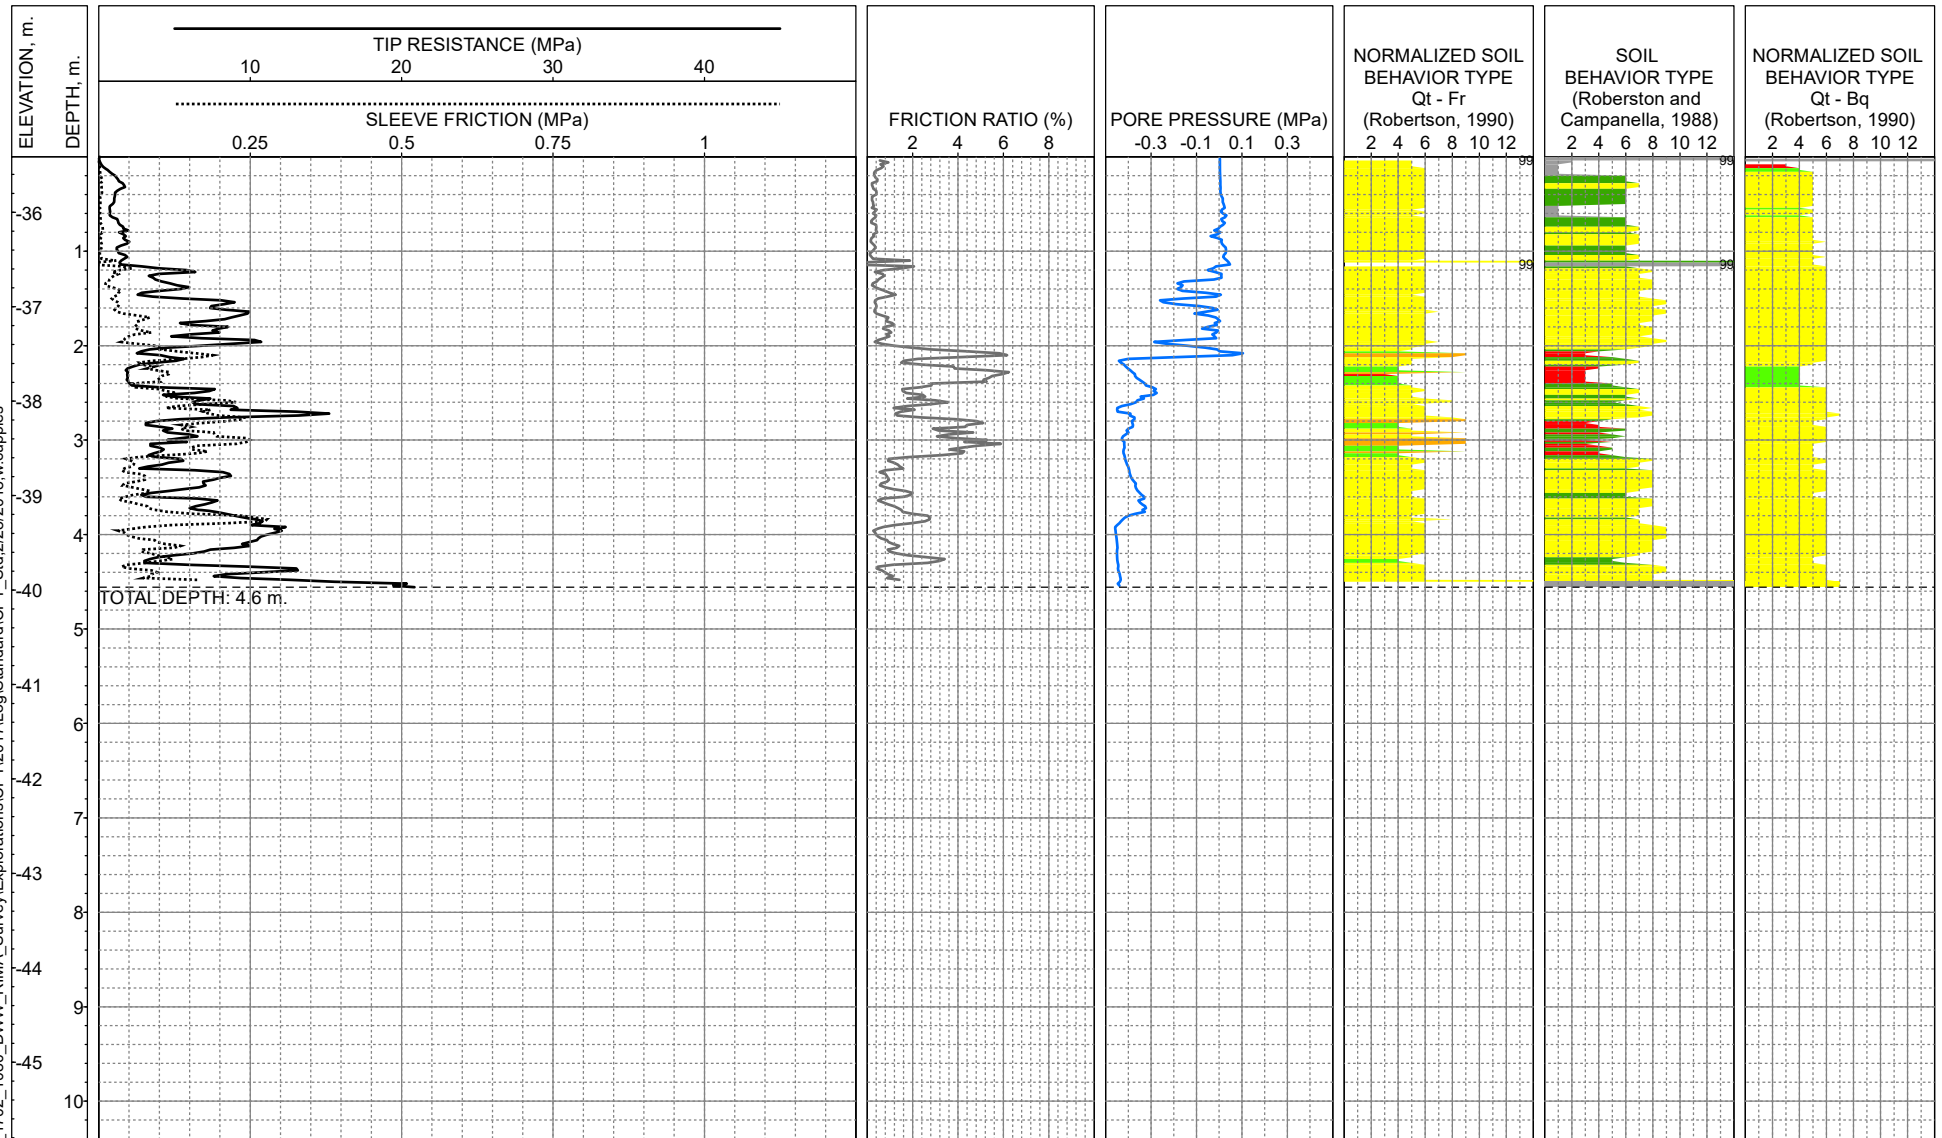 ELEVATION, m.
DEPTH, m.
TIP RESISTANCE (MPa)
10 20 30 40
SLEEVE FRICTION (MPa)
0.25 0.5 0.75 1
FRICTION RATIO (%)
2 4 6 8
PORE PRESSURE (MPa)
-0.3 -0.1 0.1 0.3
NORMALIZED SOIL
BEHAVIOR TYPE
Qt - Fr
(Robertson, 1990)
2 4 6 8 10 12
SOIL
BEHAVIOR TYPE
(Roberston and
Campanella, 1988)
2 4 6 8 10 12
NORMALIZED SOIL
BEHAVIOR TYPE
Qt - Bq
(Robertson, 1990)
2 4 6 8 10 12
99 99
-36
1
99 99
-37
2
-38
3
-39
4
-40
TOTAL DEPTH: 4.6 m.
5
-41
6
-42
7
-43
8
-44
9
-45
10